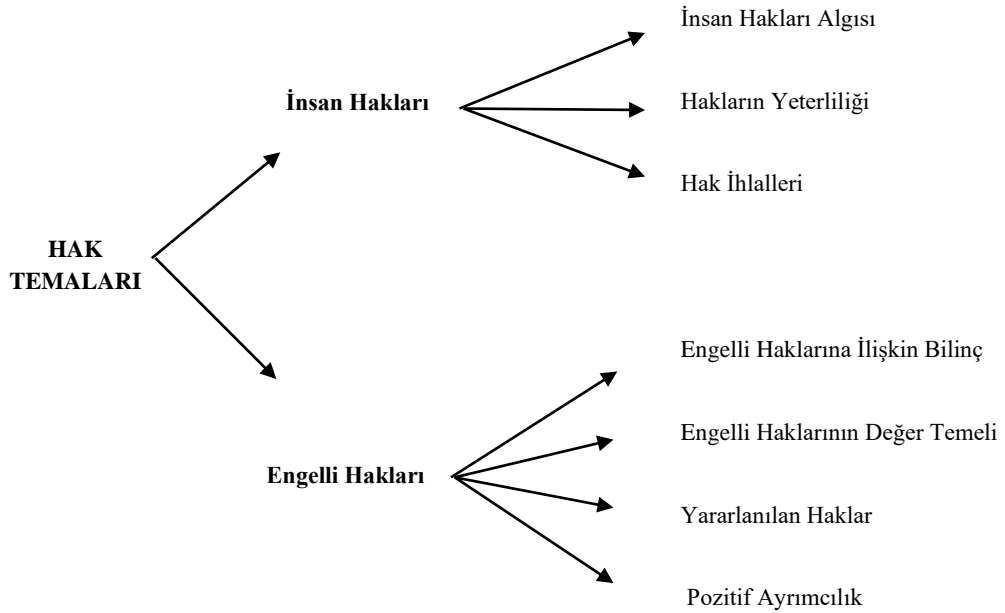 İnsan Hakları Algısı
İnsan Hakları
Hakların Yeterliliği
Hak İhlalleri
HAK
TEMALARI
Engelli Haklarına İlişkin Bilinç
Engelli Haklarının Değer Temeli
Engelli Hakları
Yararlanılan Haklar
Pozitif Ayrımcılık